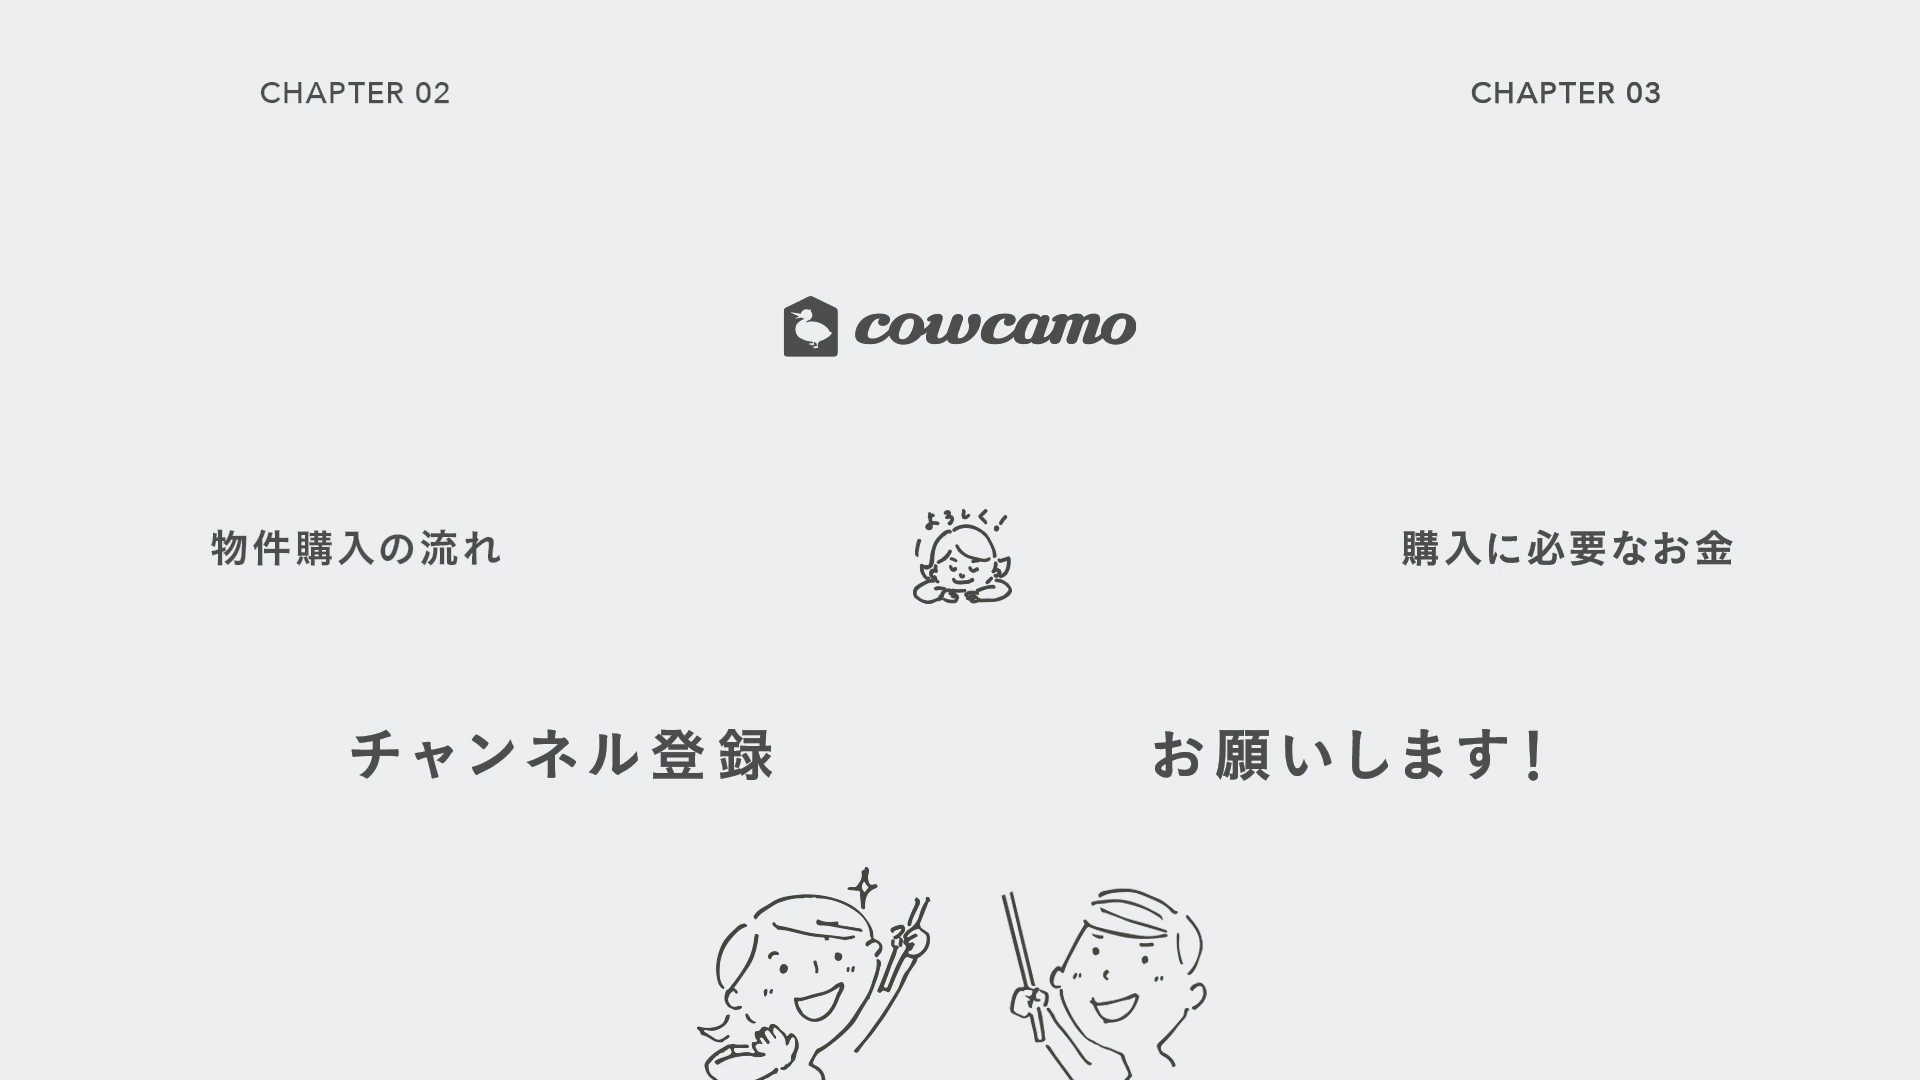 CHAPTER 02
CHAPTER 03
cowcamo
よろしく!
物件購入の流れ
購入に必要なお金
チャンネル登録
お願いします!